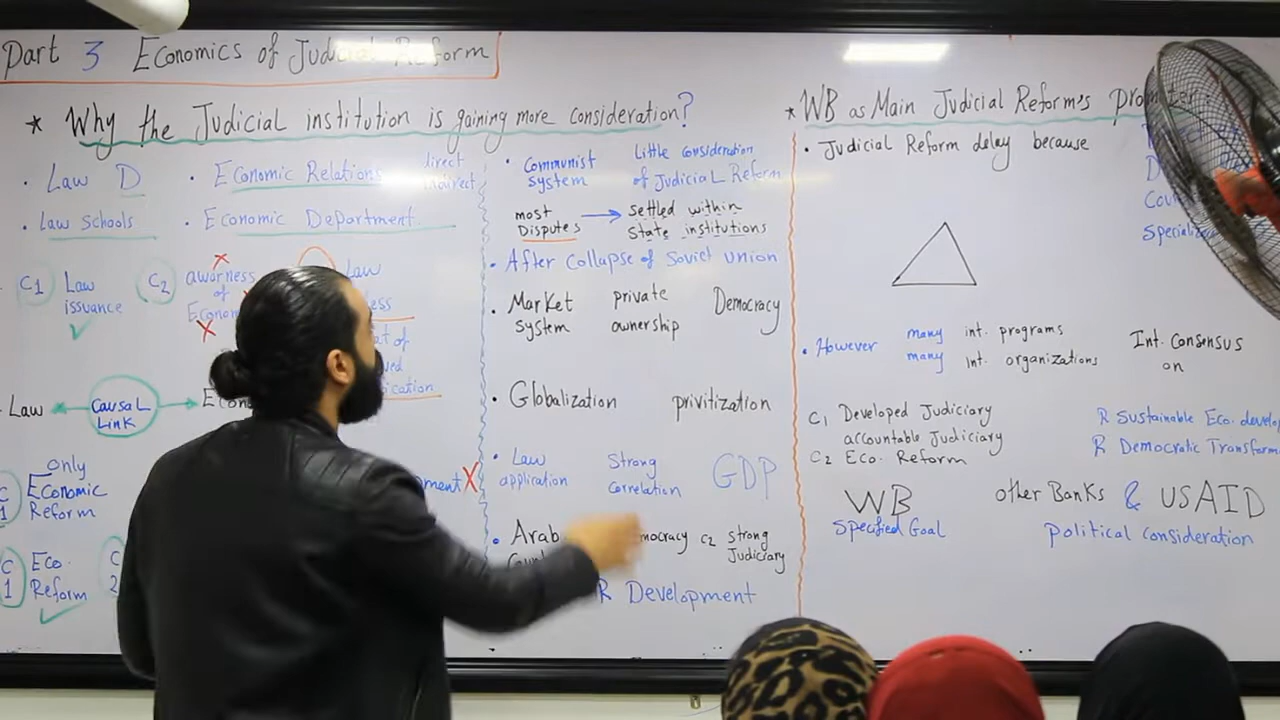 Part 3 Economics of Judicial Reform
* Why the Judicial institution is gaining more consideration?
• Law D
• Economic Relations
direct
indirect
• Law schools
• Economic Department
C1 Law
issuance
C2 awarness
of
Law
Law Causal
Link
only
C1 Economic
Reform
C1 Eco.
Reform
C2
• Communist
system
Little consideration
of Judicial Reform
most
Disputes
settled within
state institutions
• After collapse of Soviet union
• Market
system
private
ownership
Democracy
• Globalization privitization
• Law
application
Strong
Correlation
GDP
• Arab
C2 strong
Judiciary
R Development
* WB as Main Judicial Reform's
• Judicial Reform delay because
• However
many int. programs
many int. organizations
Int. consensus
on
C1 Developed Judiciary
accountable Judiciary
C2 Eco. Reform
R Sustainable Eco.
R Democratic
WB
Specified Goal
other Banks & USAID
Political consideration